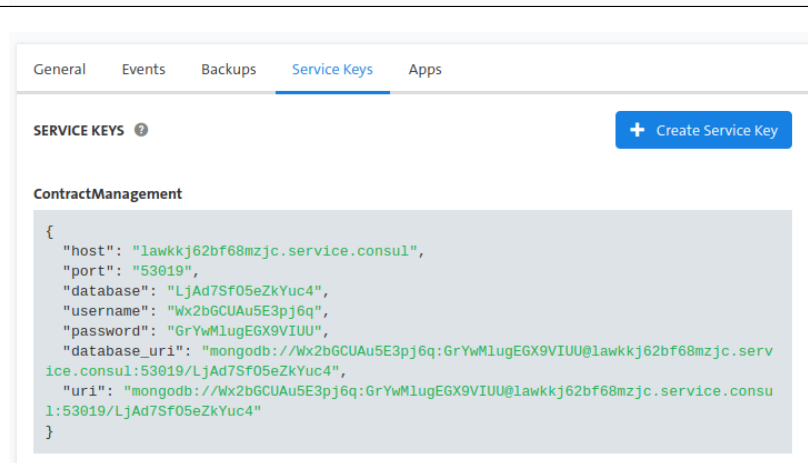 General Events Backups Service Keys Apps
SERVICE KEYS ?
+ Create Service Key
ContractManagement
{
"host": "lawkkj62bf68mzjc.service.consul",
"port": "53019",
"database": "LjAd7SfO5eZkYuc4",
"username": "Wx2bGCUAu5E3pj6q",
"password": "GrYwMlugEGX9VIUU",
"database_uri": "mongodb://Wx2bGCUAu5E3pj6q:GrYwMlugEGX9VIUU@lawkkj62bf68mzjc.serv
ice.consul:53019/LjAd7SfO5eZkYuc4",
"uri": "mongodb://Wx2bGCUAu5E3pj6q:GrYwMlugEGX9VIUU@lawkkj62bf68mzjc.service.consu
l:53019/LjAd7SfO5eZkYuc4"
}